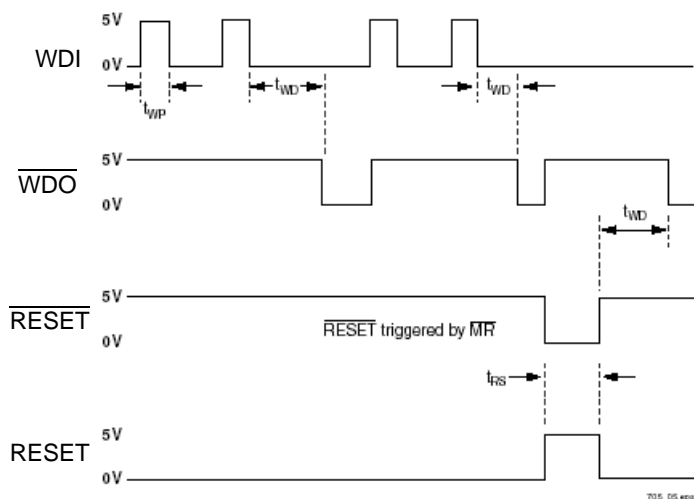 5V
WDI
0V
tWP
tWD
tWD
5V
WDO
0V
tWD
5V
RESET
0V
RESET triggered by MR
tRS
5V
RESET
0V
705_05.eps